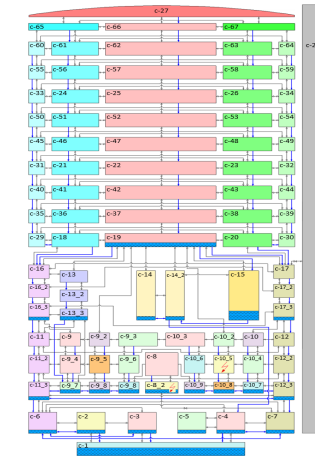 c-27
c-65 c-66 c-67
c-60 c-61 c-62 c-63 c-64
c-55 c-56 c-57 c-58 c-59
c-33 c-24 c-25 c-26 c-34
c-50 c-51 c-52 c-53 c-54
c-45 c-46 c-47 c-48 c-49
c-31 c-21 c-22 c-23 c-32
c-40 c-41 c-42 c-43 c-44
c-35 c-36 c-37 c-38 c-39
c-29 c-18 c-19 c-20 c-30
c-16 c-13 c-14 c-14_2 c-15 c-17
c-16_2 c-13_2 c-17_2
c-16_3 c-13_3 c-17_3
c-11 c-9 c-9_2 c-9_3 c-10_3 c-10_2 c-10 c-12
c-11_2 c-9_4 c-9_5 c-9_6 c-8 c-10_6 c-10_5 c-10_4 c-12_2
c-11_3 c-9_7 c-9_8 c-9_8 c-8_2 c-10_9 c-10_8 c-10_7 c-12_3
c-6 c-2 c-3 c-5 c-4 c-7
c-1